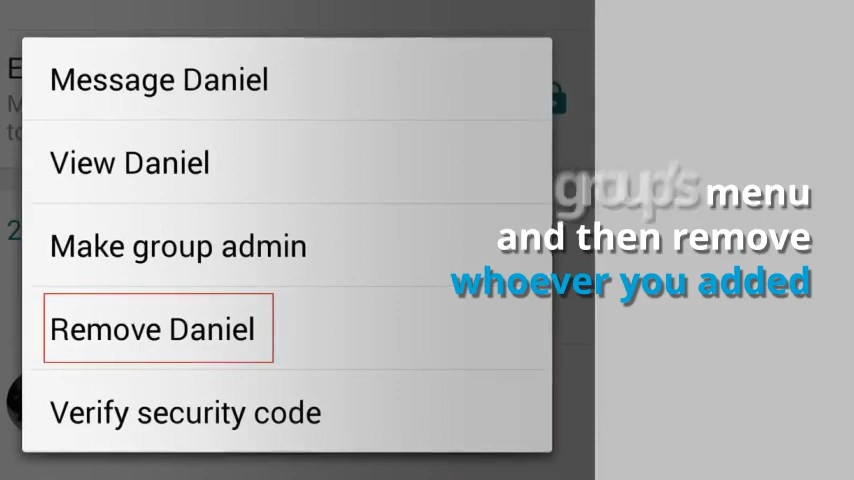 Message Daniel
View Daniel
Make group admin
Remove Daniel
Verify security code
group's menu
and then remove
whoever you added